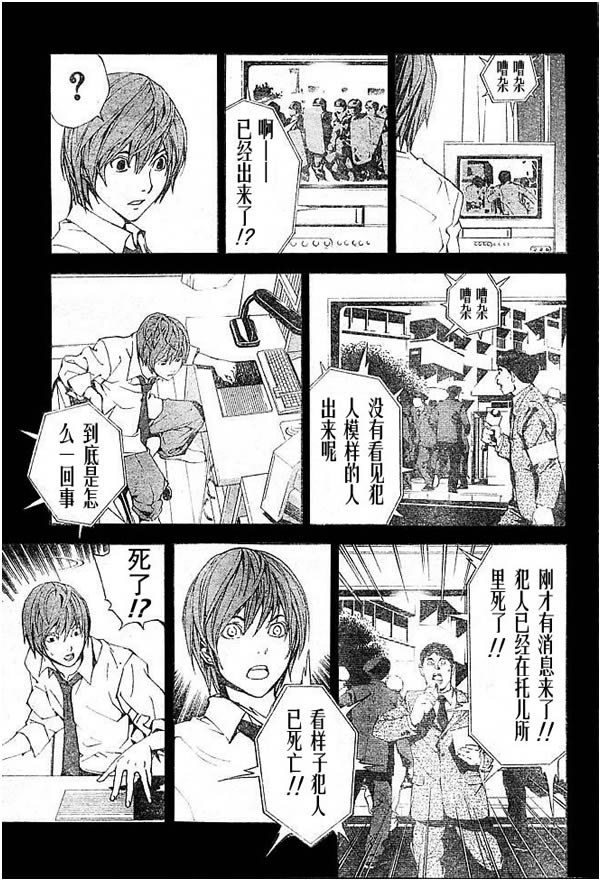 嘈杂
嘈杂
啊——
已经出来了!?
?
嘈杂
嘈杂
没有看见犯
人模样的人
出来呢
到底是怎
么一回事
刚才有消息来了!!
犯人已经在托儿所
里死了!!
看样子犯人
已死亡!!
死了!?